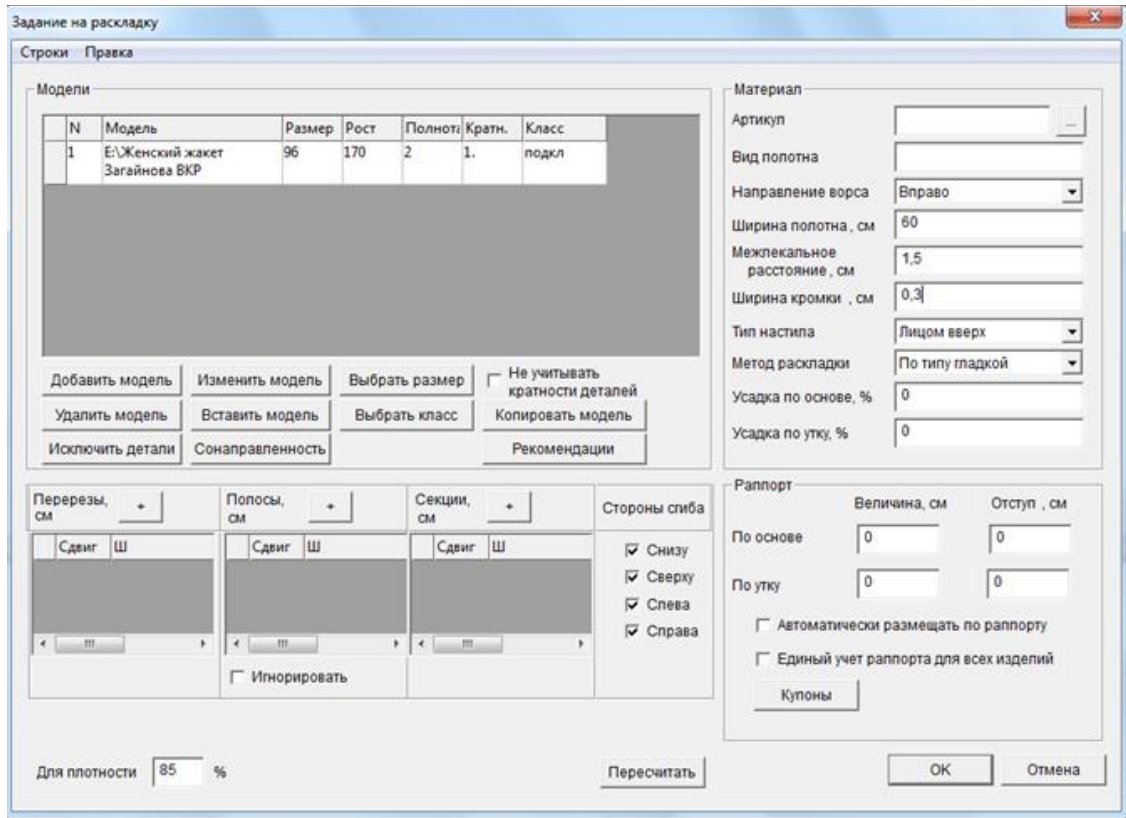 Задание на раскладку
Строки Правка
Модели
N Модель Размер Рост Полнота Кратн. Класс
1 E:\Женский жакет 96 170 2 1. подкл
Загайнова ВКР
Добавить модель Изменить модель Выбрать размер Не учитывать
кратности деталей
Удалить модель Вставить модель Выбрать класс Копировать модель
Исключить детали Сонаправленность Рекомендации
Материал
Артикул ...
Вид полотна
Направление ворса Вправо
Ширина полотна , см 60
Межлекальное
расстояние , см 1,5
Ширина кромки , см 0,3
Тип настила Лицом вверх
Метод раскладки По типу гладкой
Усадка по основе, % 0
Усадка по утку, % 0
Перерезы,
см +
Сдвиг Ш
Полосы,
см +
Сдвиг Ш
Игнорировать
Секции,
см +
Сдвиг Ш
Стороны сгиба
Снизу
Сверху
Слева
Справа
Раппорт
Величина, см Отступ , см
По основе 0 0
По утку 0 0
Автоматически размещать по раппорту
Единый учет раппорта для всех изделий
Купоны
Для плотности 85 %
Пересчитать
OK Отмена